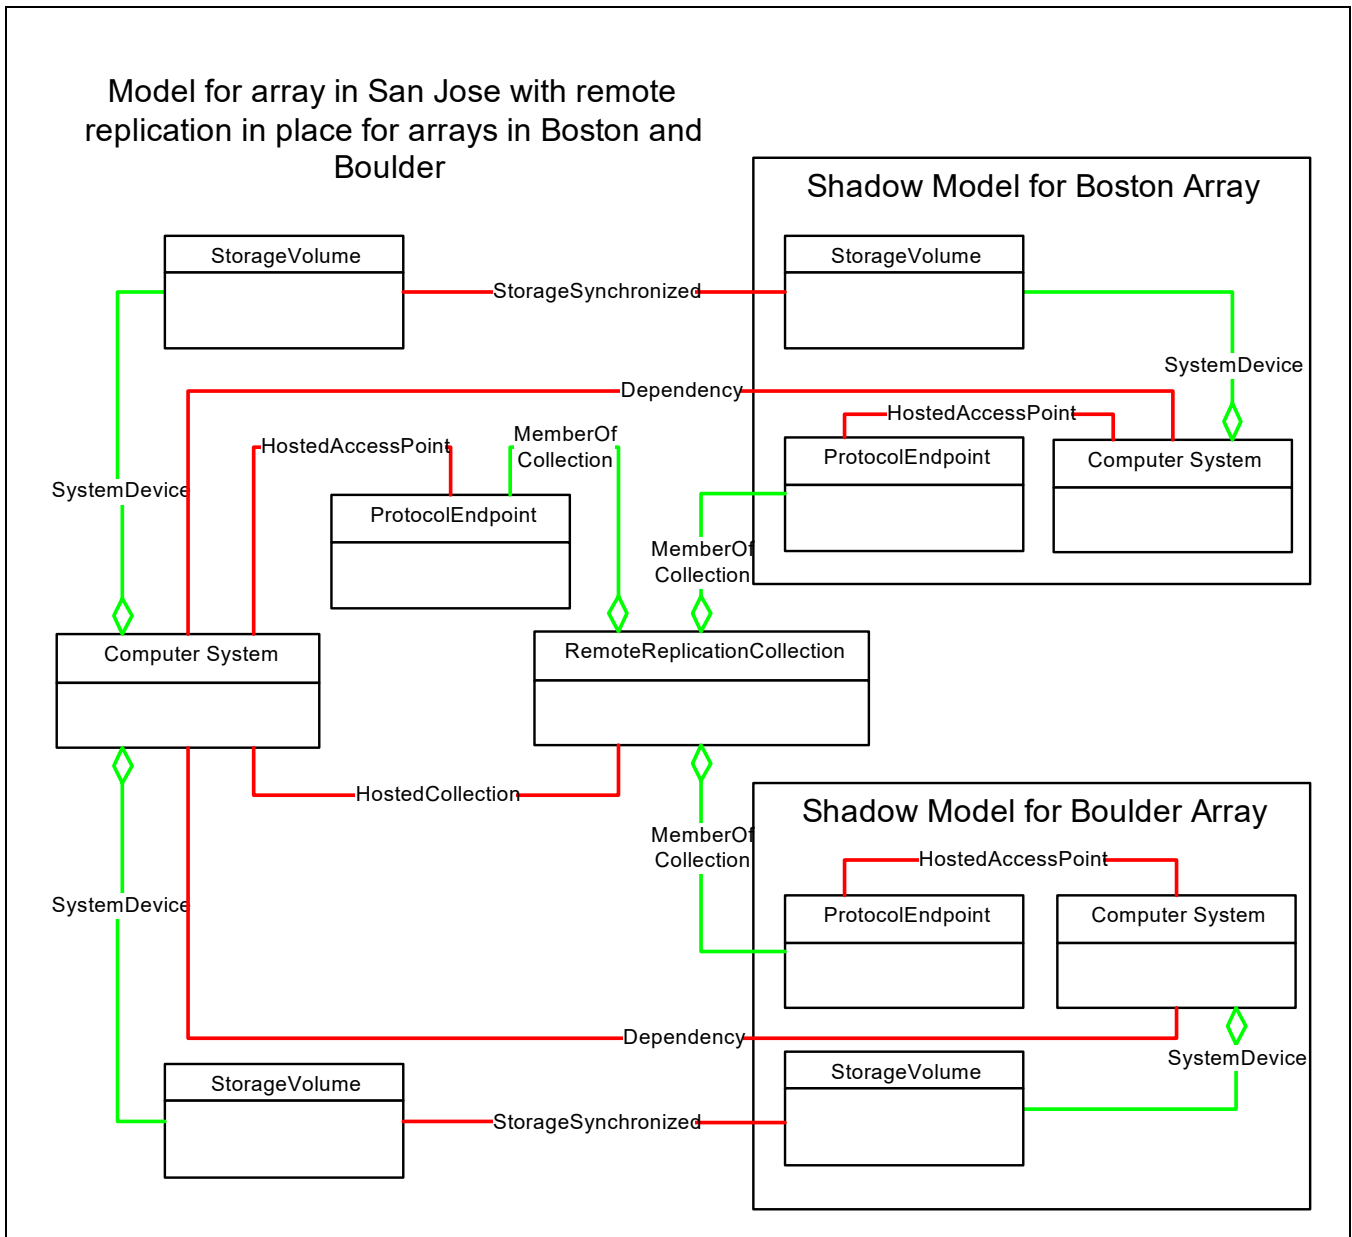 Model for array in San Jose with remote
replication in place for arrays in Boston and
Boulder
Shadow Model for Boston Array
StorageVolume
StorageVolume
StorageSynchronized
SystemDevice
Dependency
HostedAccessPoint
MemberOf
Collection
HostedAccessPoint
ProtocolEndpoint
Computer System
SystemDevice
ProtocolEndpoint
MemberOf
Collection
Computer System
RemoteReplicationCollection
HostedCollection
Shadow Model for Boulder Array
MemberOf
Collection
HostedAccessPoint
SystemDevice
ProtocolEndpoint
Computer System
Dependency
SystemDevice
StorageVolume
StorageVolume
StorageSynchronized